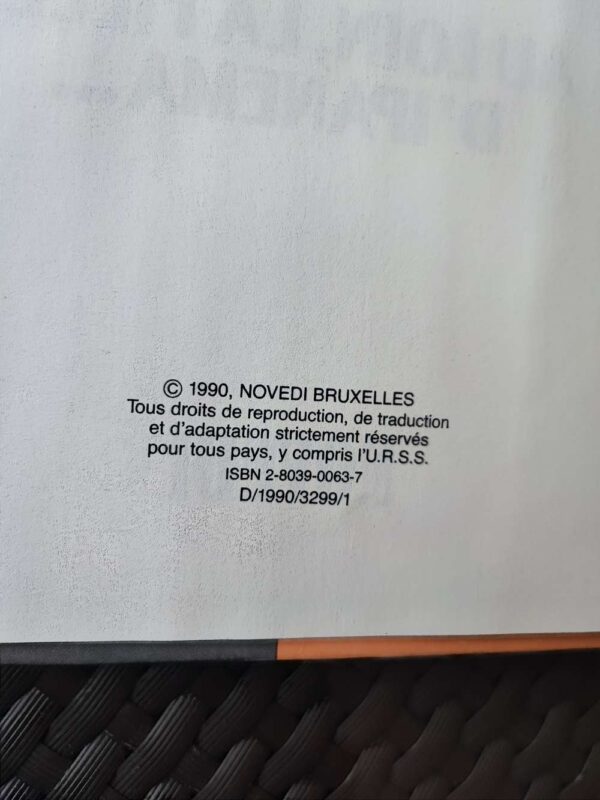 © 1990, NOVEDI BRUXELLES
Tous droits de reproduction, de traduction
et d'adaptation strictement réservés
pour tous pays, y compris l'U.R.S.S.
ISBN 2-8039-0063-7
D/1990/3299/1